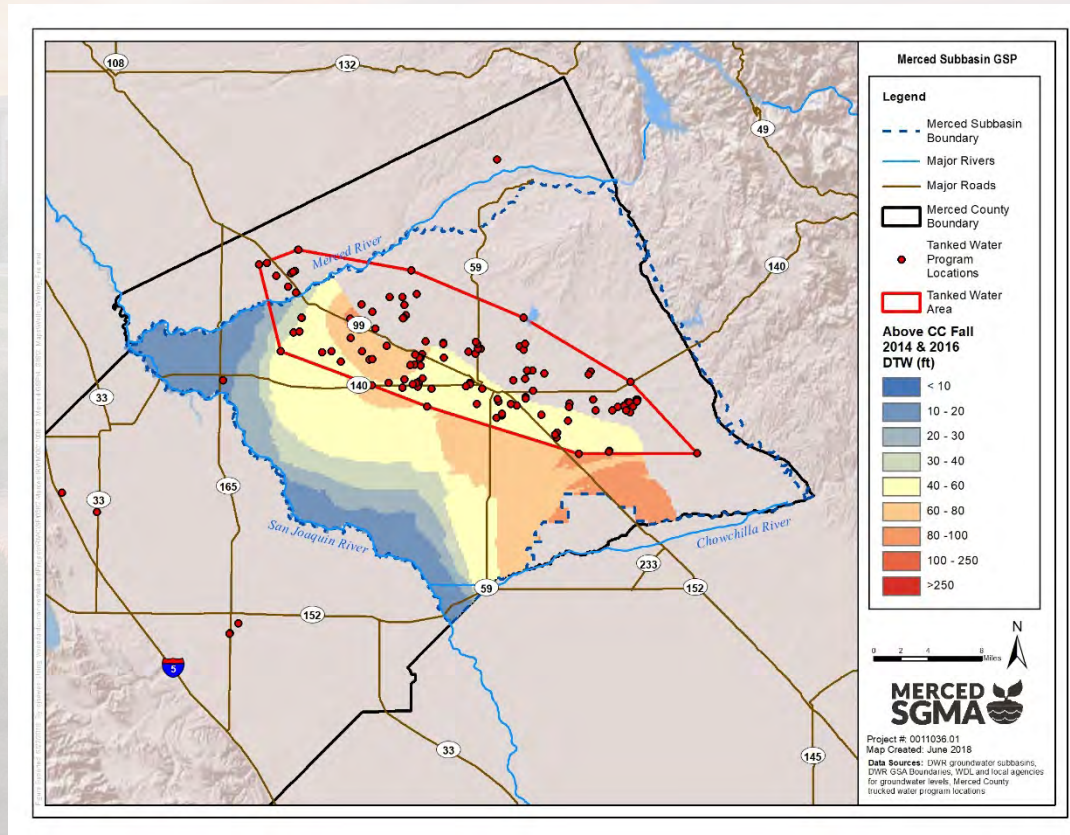 Merced Subbasin GSP
Legend
Merced Subbasin
Boundary
Major Rivers
Major Roads
Merced County
Boundary
Tanked Water
Program
Locations
Tanked Water
Area
Above CC Fall
2014 & 2016
DTW (ft)
< 10
10 - 20
20 - 30
30 - 40
40 - 60
60 - 80
80 -100
100 - 250
>250
N
0 2 4 8 Miles
MERCED
SGMA
Project #: 0011036.01
Map Created: June 2018
Data Sources: DWR groundwater subbasins,
DWR GSA Boundaries, WDL and local agencies
for groundwater levels, Merced County
trucked water program locations
108
132
49
Merced River
59
140
99
140
33
165
33
San Joaquin River
Chowchilla River
233
59
152
152
5
33
145